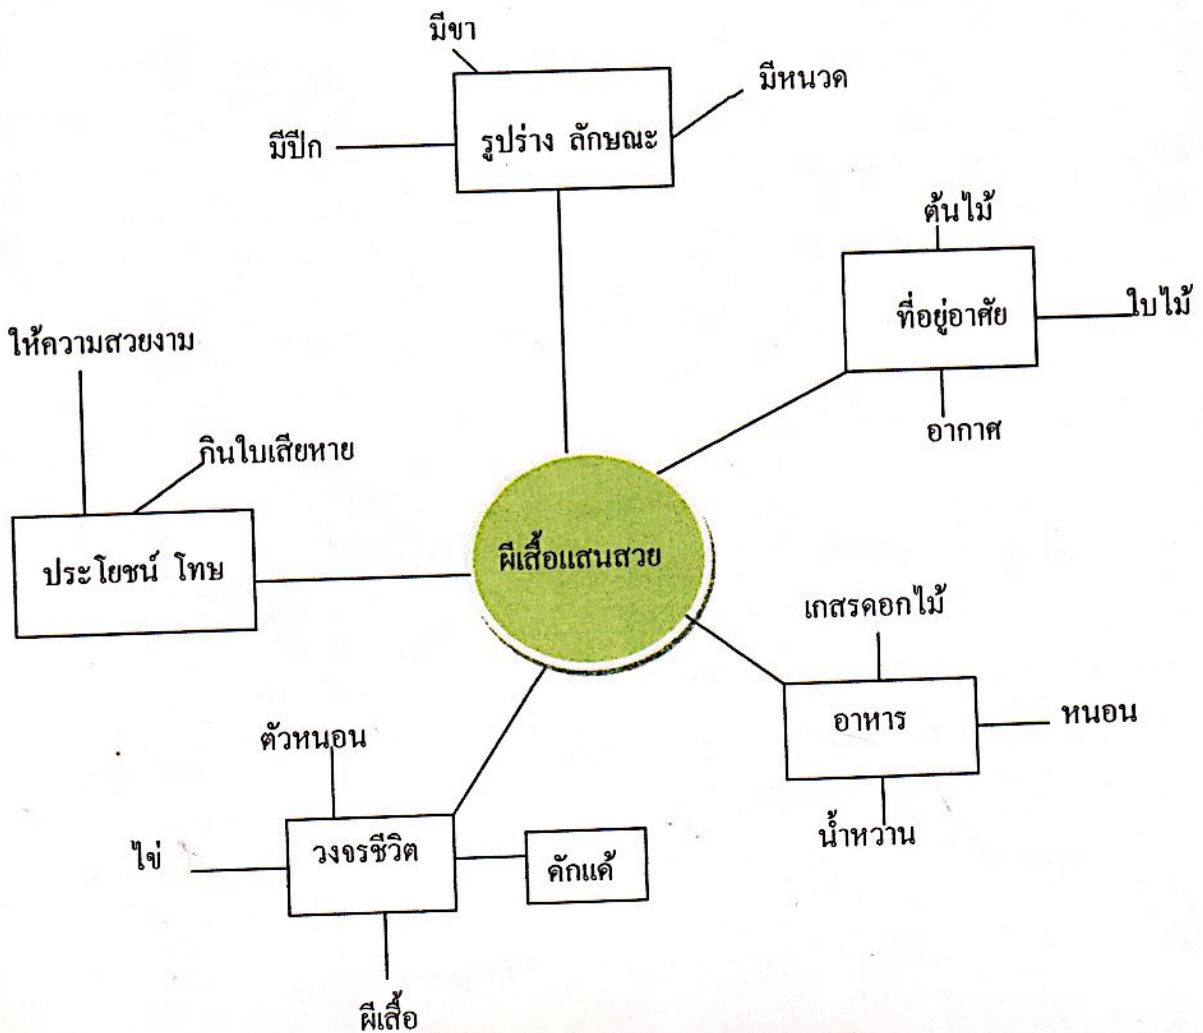 มีขา
มีหนวด
มีปีก
รูปร่าง ลักษณะ
ต้นไม้
ที่อยู่อาศัย
ใบไม้
อากาศ
ให้ความสวยงาม
กินใบเสียหาย
ประโยชน์ โทษ
ผีเสื้อแสนสวย
เกสรดอกไม้
อาหาร
หนอน
น้ำหวาน
ตัวหนอน
ไข่
วงจรชีวิต
ดักแด้
ผีเสื้อ